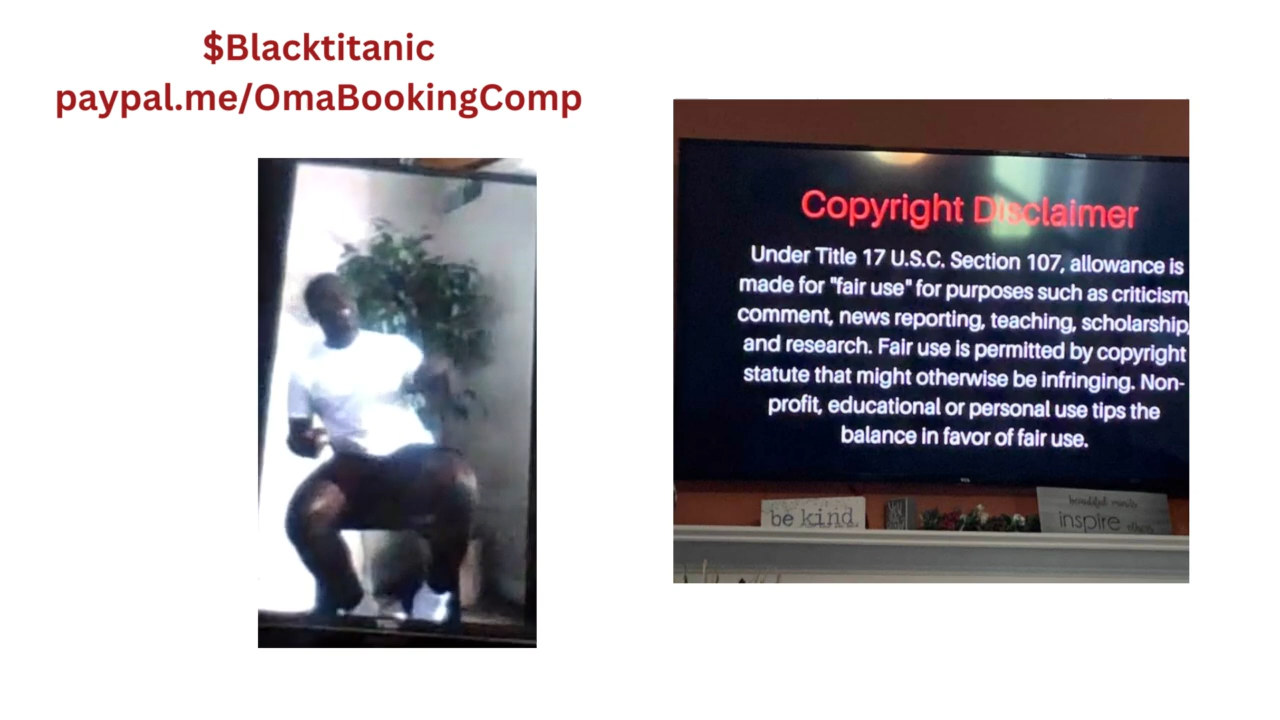 $Blacktitanic
paypal.me/OmaBookingComp
Copyright Disclaimer
Under Title 17 U.S.C. Section 107, allowance is
made for "fair use" for purposes such as criticism,
comment, news reporting, teaching, scholarship,
and research. Fair use is permitted by copyright
statute that might otherwise be infringing. Non-
profit, educational or personal use tips the
balance in favor of fair use.
be kind
beautiful minds
inspire others